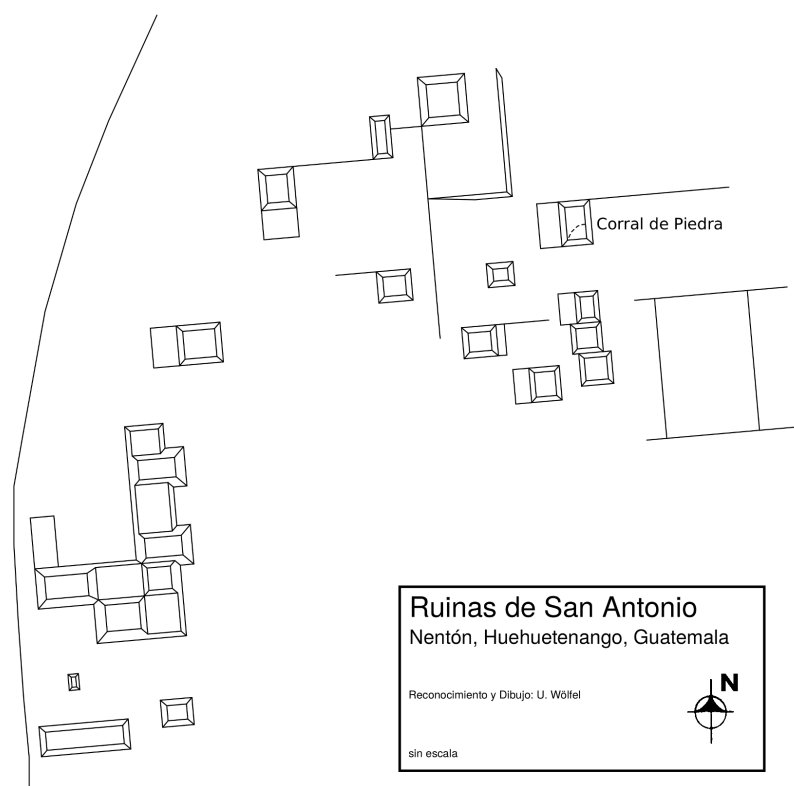 Corral de Piedra
Ruinas de San Antonio
Nentón, Huehuetenango, Guatemala
Reconocimiento y Dibujo: U. Wölfel
N
sin escala